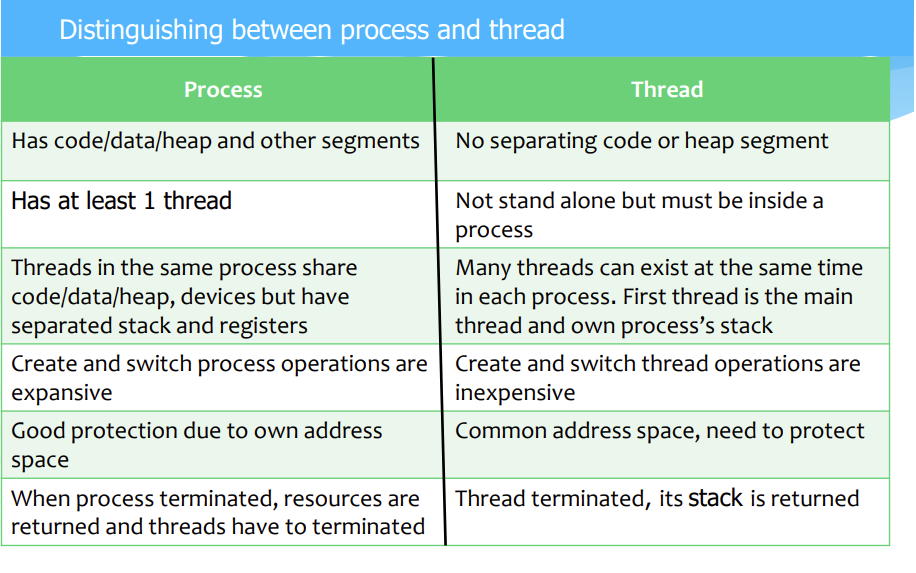 Distinguishing between process and thread
Process
Thread
Has code/data/heap and other segments
No separating code or heap segment
Has at least 1 thread
Not stand alone but must be inside a
process
Threads in the same process share
code/data/heap, devices but have
separated stack and registers
Many threads can exist at the same time
in each process. First thread is the main
thread and own process’s stack
Create and switch process operations are
expansive
Create and switch thread operations are
inexpensive
Good protection due to own address
space
Common address space, need to protect
When process terminated, resources are
returned and threads have to terminated
Thread terminated, its stack is returned